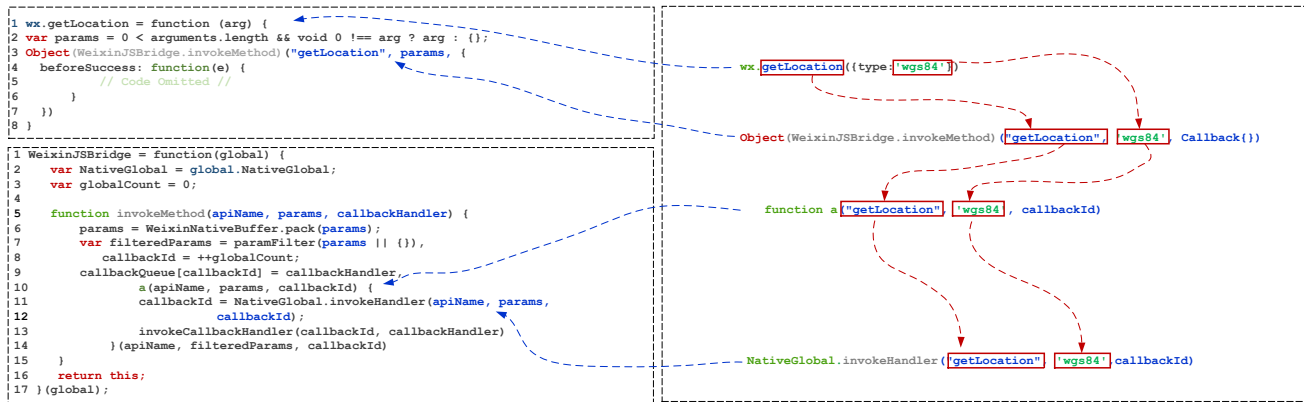 1 wx.getLocation = function (arg) {
2 var params = 0 < arguments.length && void 0 !== arg ? arg : {};
3 Object(WeixinJSBridge.invokeMethod)("getLocation", params, {
4 beforeSuccess: function(e) {
5 // Code Omitted //
6 }
7 })
8 }
1 WeixinJSBridge = function(global) {
2 var NativeGlobal = global.NativeGlobal;
3 var globalCount = 0;
4
5 function invokeMethod(apiName, params, callbackHandler) {
6 params = WeixinNativeBuffer.pack(params);
7 var filteredParams = paramFilter(params || {}),
8 callbackId = ++globalCount;
9 callbackQueue[callbackId] = callbackHandler,
10 a(apiName, params, callbackId) {
11 callbackId = NativeGlobal.invokeHandler(apiName, params,
12 callbackId);
13 invokeCallbackHandler(callbackId, callbackHandler)
14 }(apiName, filteredParams, callbackId)
15 }
16 return this;
17 }(global);
wx.getLocation({type:'wgs84'})
Object(WeixinJSBridge.invokeMethod)("getLocation", 'wgs84', Callback{})
function a("getLocation", 'wgs84', callbackId)
NativeGlobal.invokeHandler("getLocation", 'wgs84',callbackId)